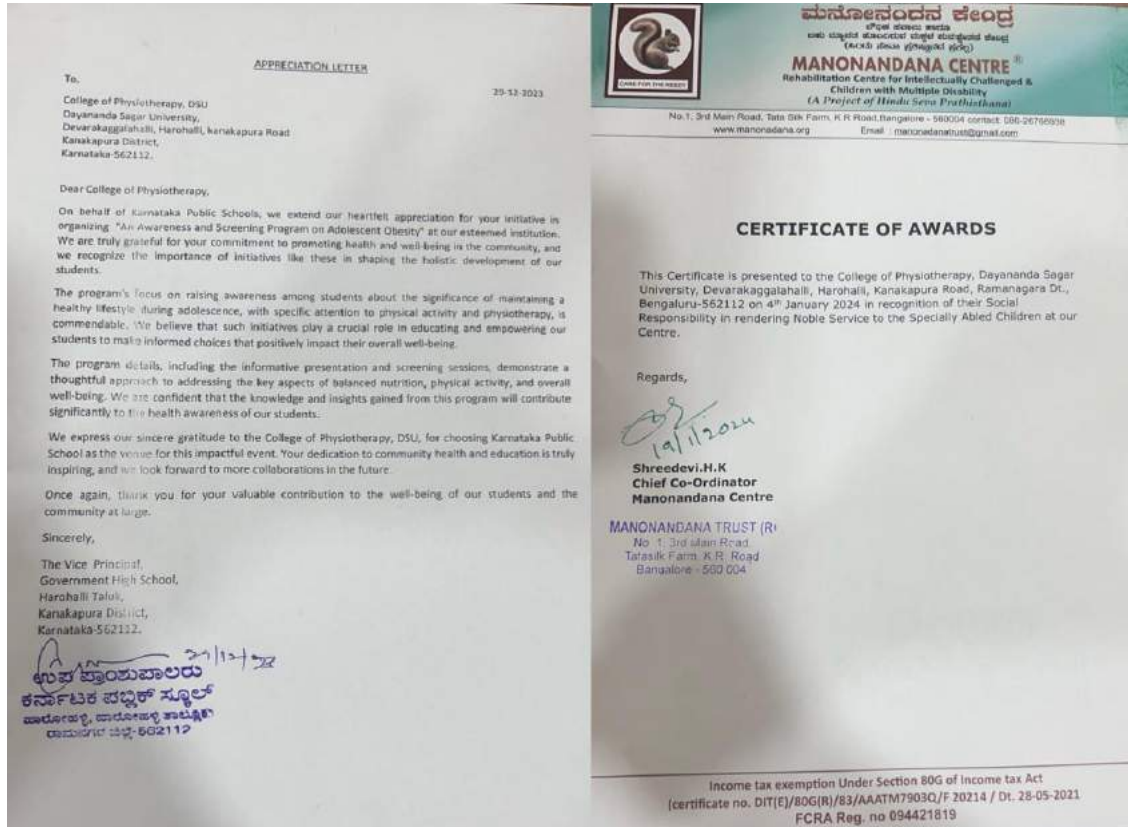 APPRECIATION LETTER
29-12-2023
To,
College of Physiotherapy, DSU
Dayananda Sagar University,
Devarakaggalahalli, Harohalli, kanakapura Road
Kanakapura District,
Karnataka-562112.
Dear College of Physiotherapy,
On behalf of Karnataka Public Schools, we extend our heartfelt appreciation for your initiative in
organizing "An Awareness and Screening Program on Adolescent Obesity" at our esteemed institution.
We are truly grateful for your commitment to promoting health and well-being in the community, and
we recognize the importance of initiatives like these in shaping the holistic development of our
students.
The program's focus on raising awareness among students about the significance of maintaining a
healthy lifestyle during adolescence, with specific attention to physical activity and physiotherapy, is
commendable. We believe that such initiatives play a crucial role in educating and empowering our
students to make informed choices that positively impact their overall well-being.
The program details, including the informative presentation and screening sessions, demonstrate a
thoughtful approach to addressing the key aspects of balanced nutrition, physical activity, and overall
well-being. We are confident that the knowledge and insights gained from this program will contribute
significantly to the health awareness of our students.
We express our sincere gratitude to the College of Physiotherapy, DSU, for choosing Karnataka Public
School as the venue for this impactful event. Your dedication to community health and education is truly
inspiring, and we look forward to more collaborations in the future.
Once again, thank you for your valuable contribution to the well-being of our students and the
community at large.
Sincerely,
The Vice Principal,
Government High School,
Harohalli Taluk,
Kanakapura District,
Karnataka-562112.
ಉಪ ಪ್ರಾಂಶುಪಾಲರು
ಕರ್ನಾಟಕ ಪಬ್ಲಿಕ್ ಸ್ಕೂಲ್
ಹಾರೋಹಳ್ಳಿ, ಹಾರೋಹಳ್ಳಿ ತಾಲ್ಲೂಕು
ರಾಮನಗರ ಜಿಲ್ಲೆ-562112
CARE FOR THE NEEDY
ಮನೋನಂದನ ಕೇಂದ್ರ
MANONANDANA CENTRE ®
Rehabilitation Centre for Intellectually Challenged &
Children with Multiple Disability
(A Project of Hindu Seva Prathisthana)
No.1, 3rd Main Road, Tata Silk Farm, K R Road,Bangalore - 560004 contact
www.manonadana.org Email : manonadanatrust@gmail.com
CERTIFICATE OF AWARDS
This Certificate is presented to the College of Physiotherapy, Dayananda Sagar
University, Devarakaggalahalli, Harohalli, Kanakapura Road, Ramanagara Dt.,
Bengaluru-562112 on 4th January 2024 in recognition of their Social
Responsibility in rendering Noble Service to the Specially Abled Children at our
Centre.
Regards,
19/1/2024
Shreedevi.H.K
Chief Co-Ordinator
Manonandana Centre
MANONANDANA TRUST (R)
No. 1, 3rd Main Road,
Tatasilk Farm, K.R. Road
Bangalore - 560 004
Income tax exemption Under Section 80G of Income tax Act
(certificate no. DIT(E)/80G(R)/83/AAATM7903Q/F 20214 / Dt. 28-05-2021
FCRA Reg. no 094421819